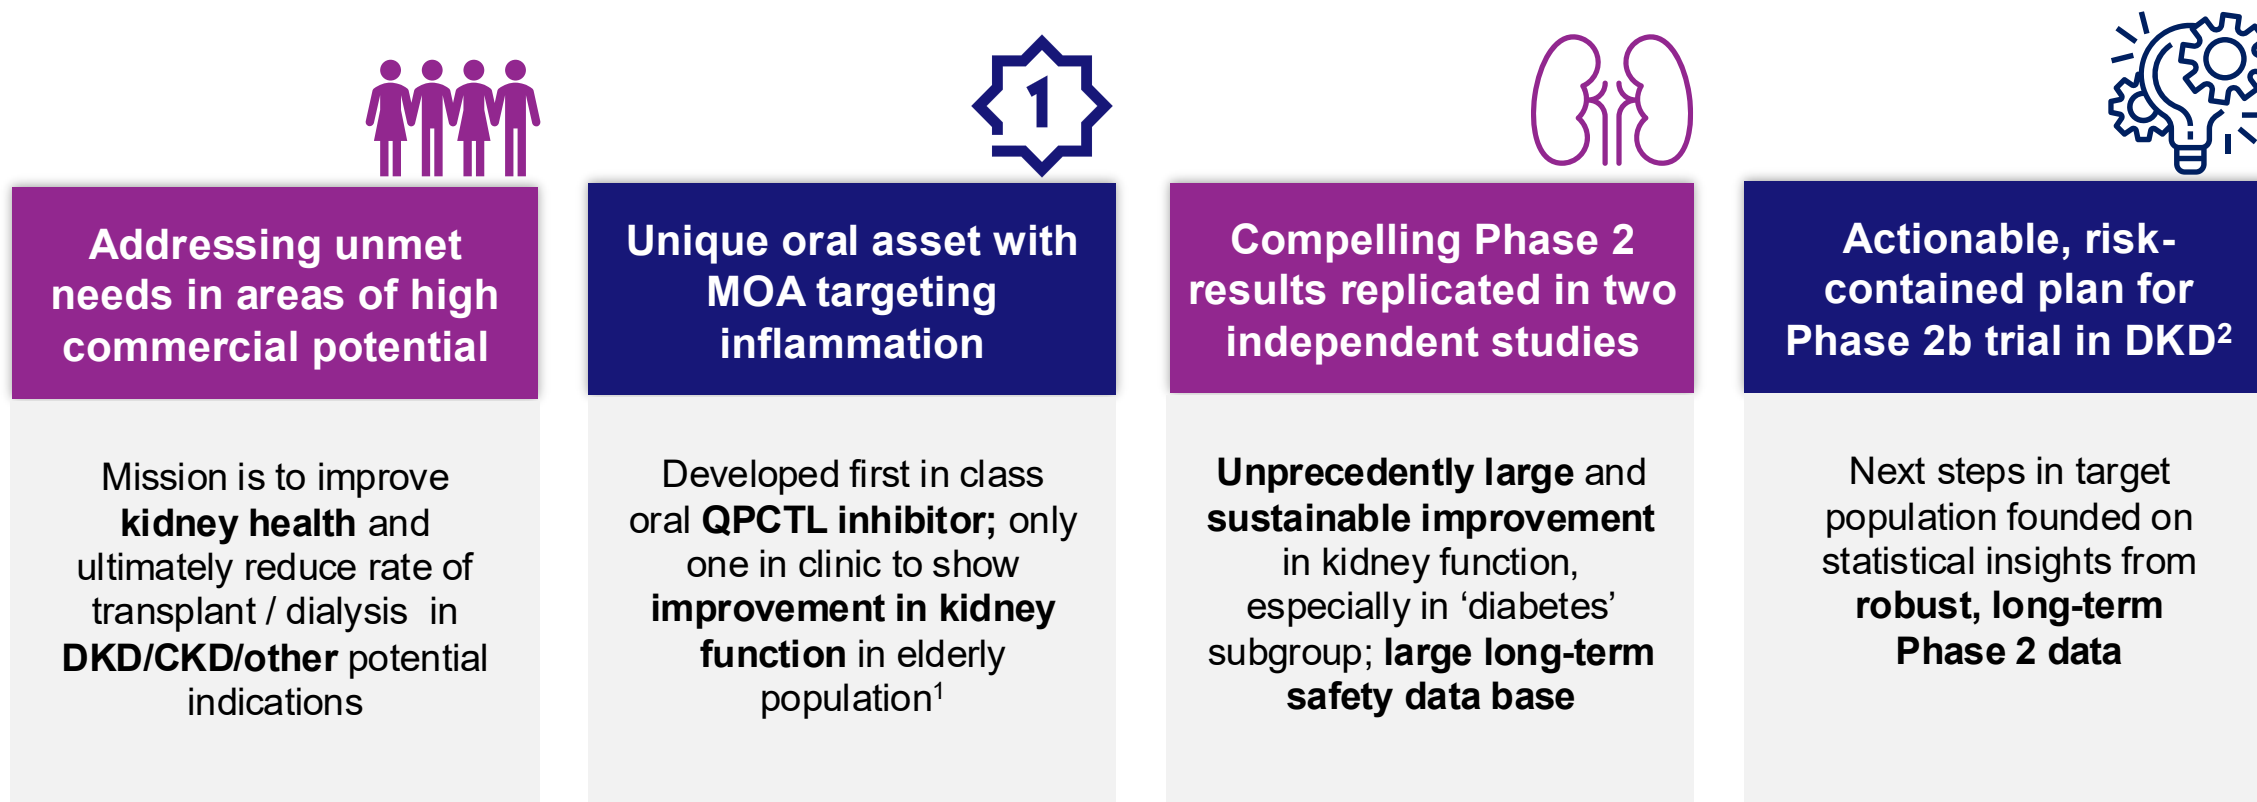 1
Addressing unmet
needs in areas of high
commercial potential
Mission is to improve
kidney health and
ultimately reduce rate of
transplant / dialysis in
DKD/CKD/other potential
indications
Unique oral asset with
MOA targeting
inflammation
Developed first in class
oral QPCTL inhibitor; only
one in clinic to show
improvement in kidney
function in elderly
population¹
Compelling Phase 2
results replicated in two
independent studies
Unprecedently large and
sustainable improvement
in kidney function,
especially in ‘diabetes’
subgroup; large long-term
safety data base
Actionable, risk-
contained plan for
Phase 2b trial in DKD²
Next steps in target
population founded on
statistical insights from
robust, long-term
Phase 2 data